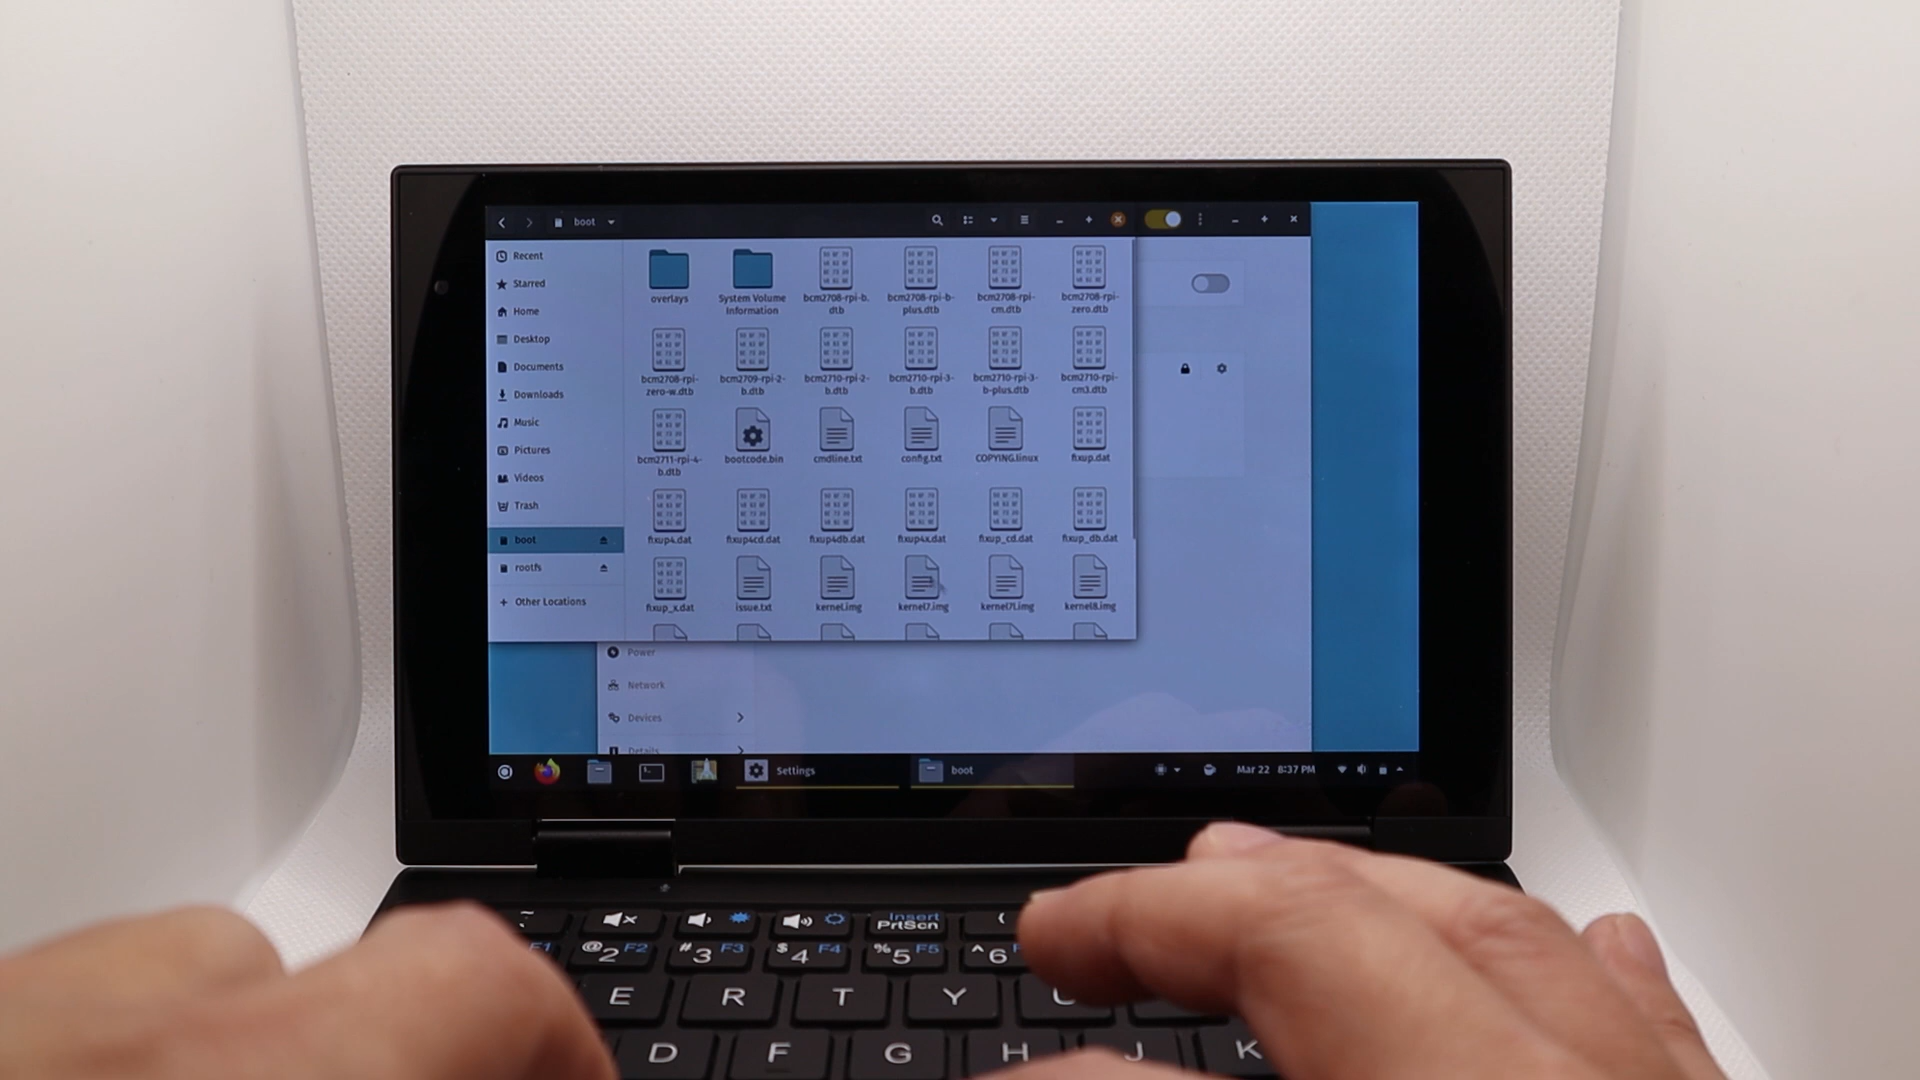 boot
Recent
Starred
Home
Desktop
Documents
Downloads
Music
Pictures
Videos
Trash
boot
rootfs
Other Locations
overlays
System Volume
Information
bcm2708-rpi-b.
dtb
bcm2708-rpi-b-
plus.dtb
bcm2708-rpi-
cm.dtb
bcm2708-rpi-
zero.dtb
bcm2708-rpi-
zero-w.dtb
bcm2709-rpi-2-
b.dtb
bcm2710-rpi-2-
b.dtb
bcm2710-rpi-3-
b.dtb
bcm2710-rpi-3-
b-plus.dtb
bcm2710-rpi-
cm3.dtb
bcm2711-rpi-4-
b.dtb
bootcode.bin
cmdline.txt
config.txt
COPYING.linux
fixup.dat
fixup4.dat
fixup4cd.dat
fixup4db.dat
fixup4x.dat
fixup_cd.dat
fixup_db.dat
fixup_x.dat
issue.txt
kernel.img
kernel7.img
kernel7l.img
kernel8.img
Power
Network
Devices
Details
Settings
boot
Mar 22 8:37 PM
Insert
PrtScn
~ (
F1 @ 2 F2 # 3 F3 $ 4 F4 % 5 F5 ^ 6
E R T Y U
D F G H J K